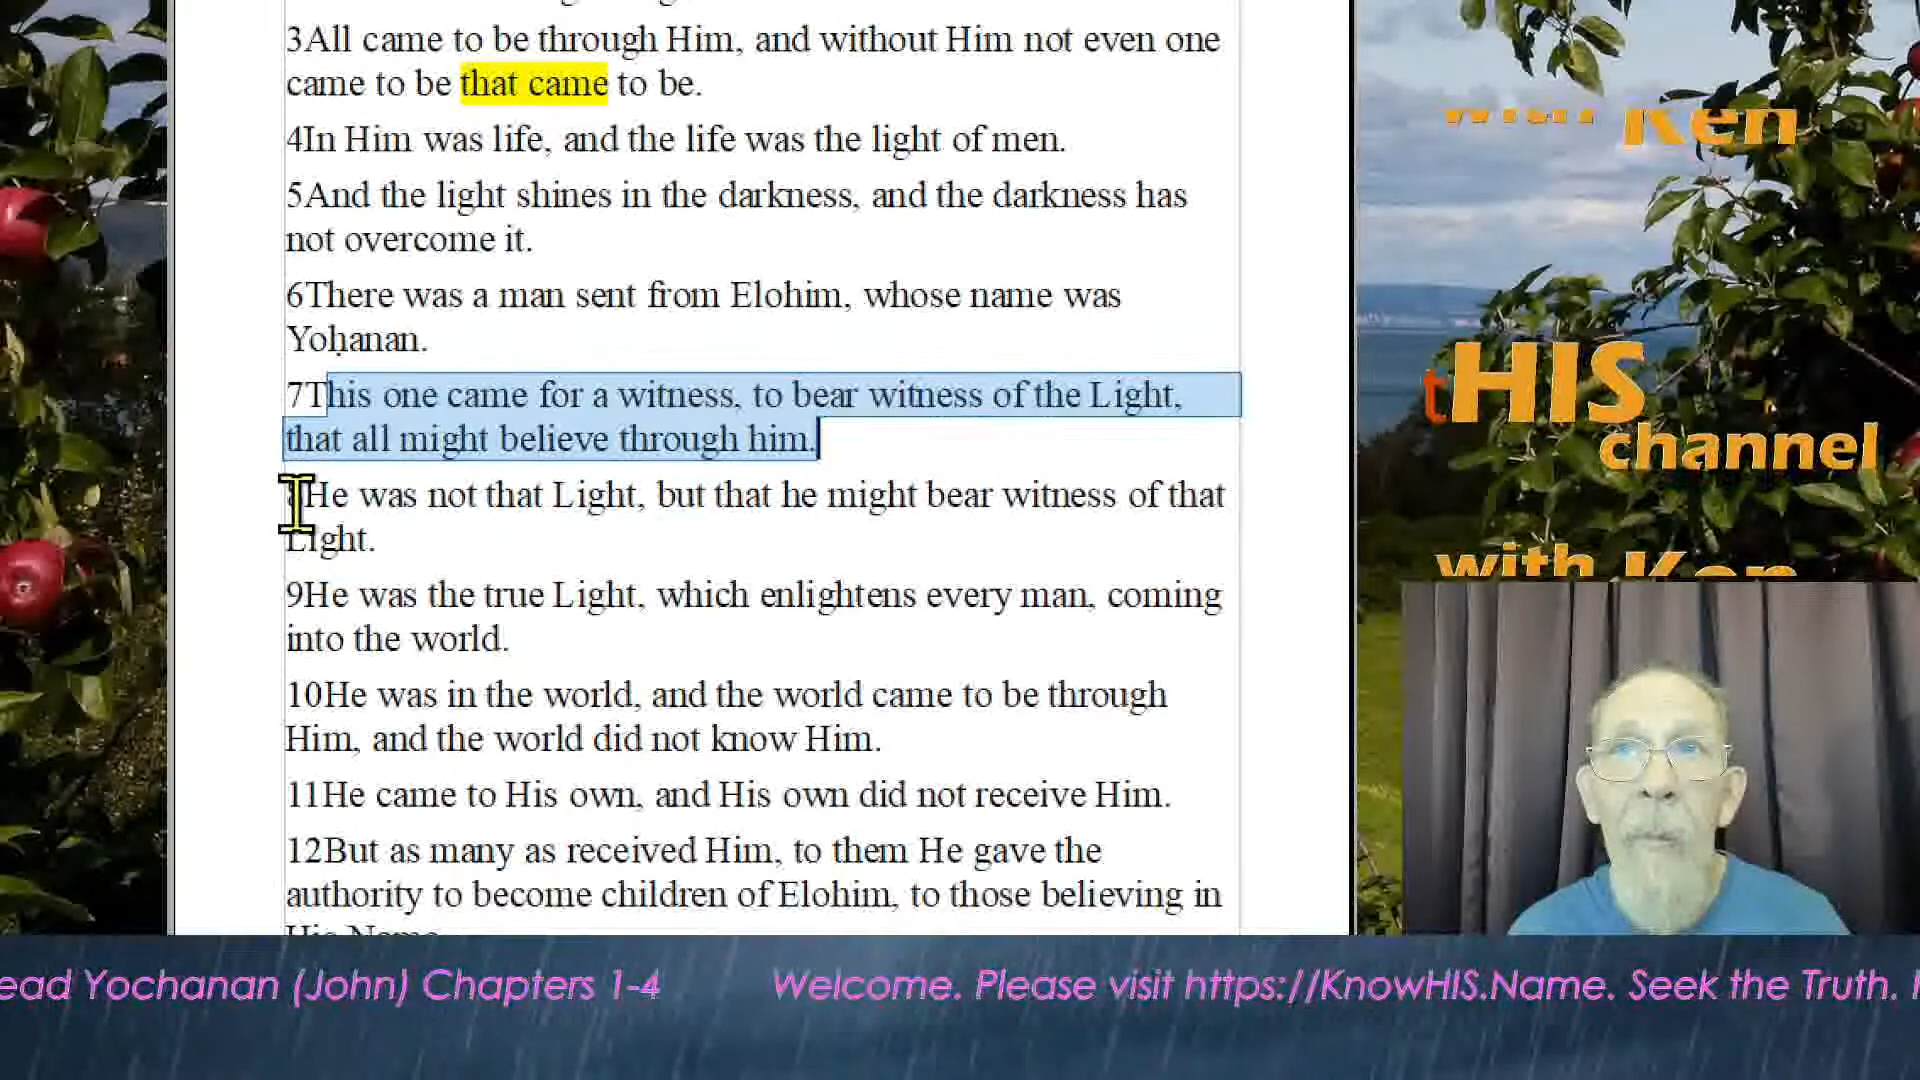 3All came to be through Him, and without Him not even one
came to be that came to be.
4In Him was life, and the life was the light of men.
5And the light shines in the darkness, and the darkness has
not overcome it.
6There was a man sent from Elohim, whose name was
Yoḥanan.
7This one came for a witness, to bear witness of the Light,
that all might believe through him.
He was not that Light, but that he might bear witness of that
Light.
9He was the true Light, which enlightens every man, coming
into the world.
10He was in the world, and the world came to be through
Him, and the world did not know Him.
11He came to His own, and His own did not receive Him.
12But as many as received Him, to them He gave the
authority to become children of Elohim, to those believing in
His Name
with Ken
tHIS
channel
with Ken
ead Yochanan (John) Chapters 1-4 Welcome. Please visit https://KnowHIS.Name. Seek the Truth.